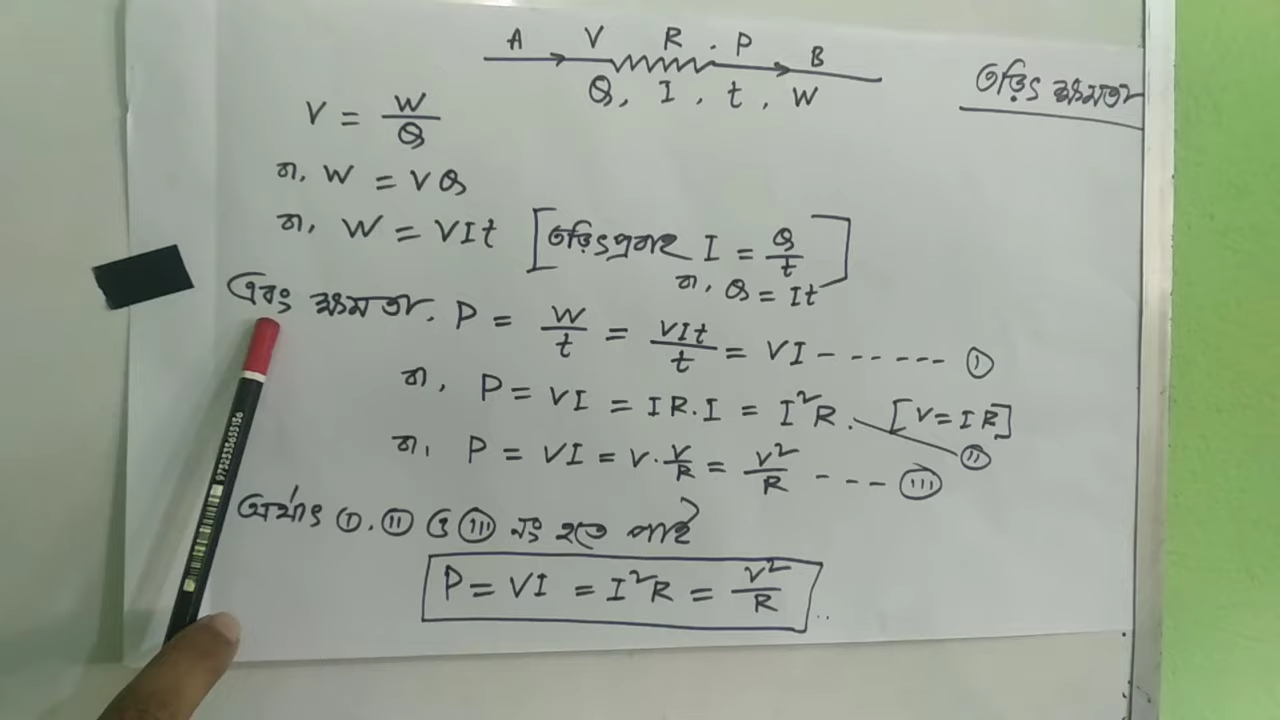 A V R . P B
Q, I, t, W
তড়িৎ ক্ষমতা
V = W/Q
বা, W = VQ
বা, W = VIt [তড়িৎপ্রবাহ I = Q/t
বা, Q = It]
এবং ক্ষমতা, P = W/t = VIt/t = VI ------ (i)
বা, P = VI = IR.I = I²R. [V = IR]
(ii)
বা, P = VI = V.V/R = V²/R ---- (iii)
অর্থাৎ (i), (ii) ও (iii) নং হতে পাই
P = VI = I²R = V²/R ..
9752335653136